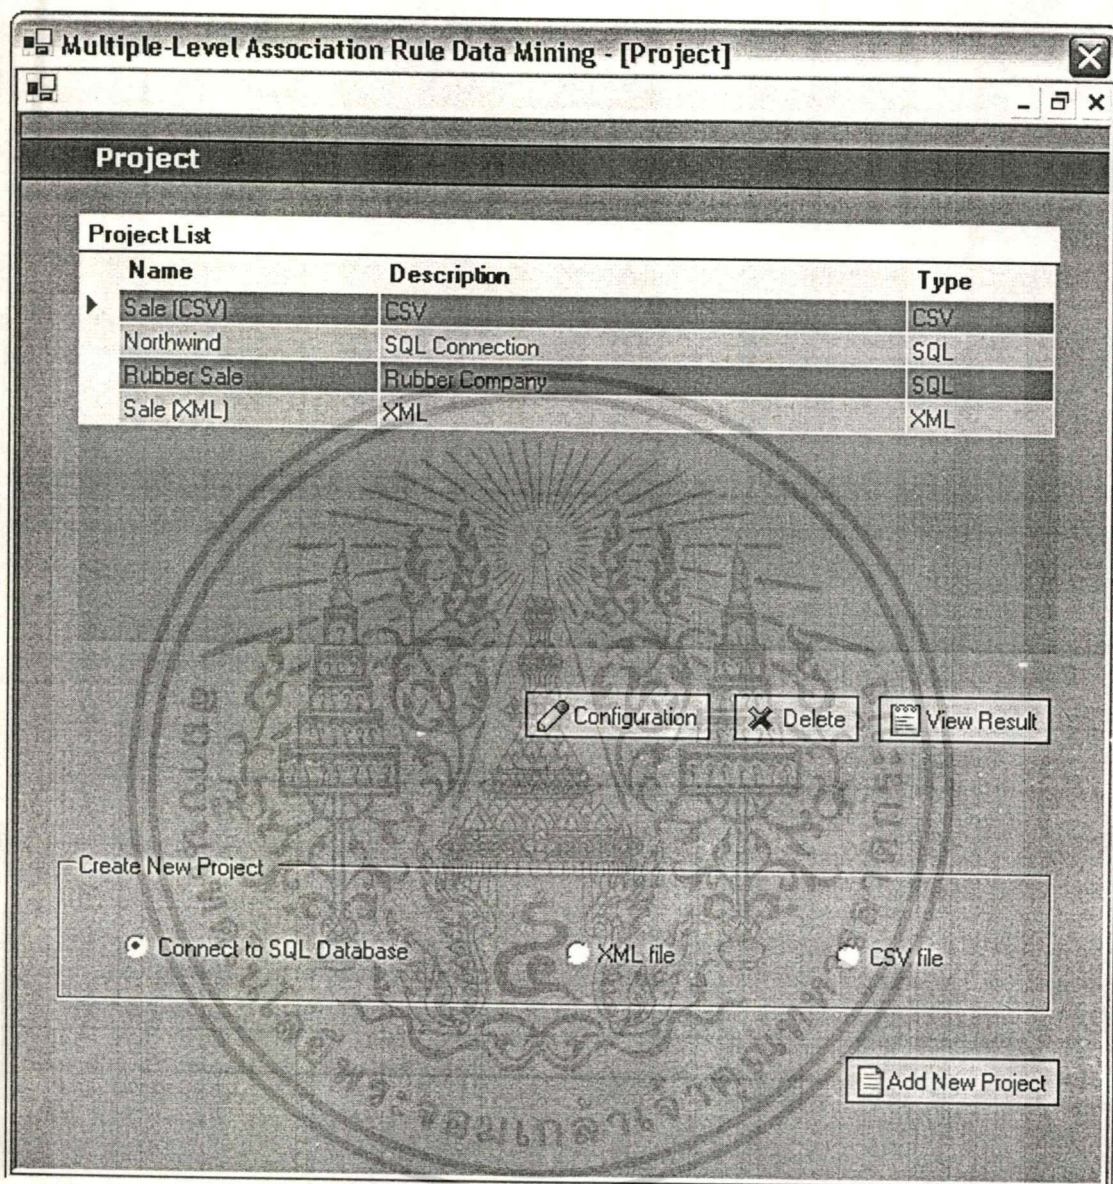 Multiple-Level Association Rule Data Mining - [Project]
Project
Project List
Name Description Type
Sale (CSV) CSV CSV
Northwind SQL Connection SQL
Rubber Sale Rubber Company SQL
Sale (XML) XML XML
Configuration Delete View Result
Create New Project
Connect to SQL Database XML file CSV file
Add New Project